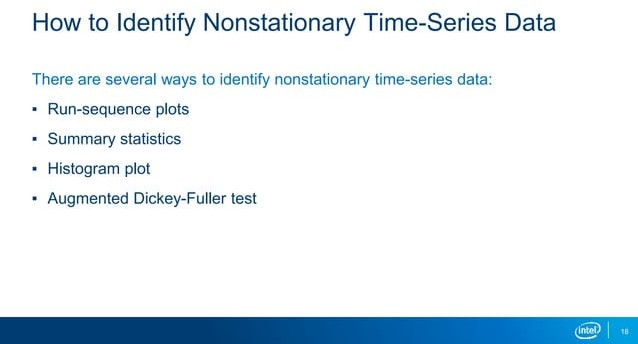 How to Identify Nonstationary Time-Series Data
There are several ways to identify nonstationary time-series data:
▪ Run-sequence plots
▪ Summary statistics
▪ Histogram plot
▪ Augmented Dickey-Fuller test
intel
18